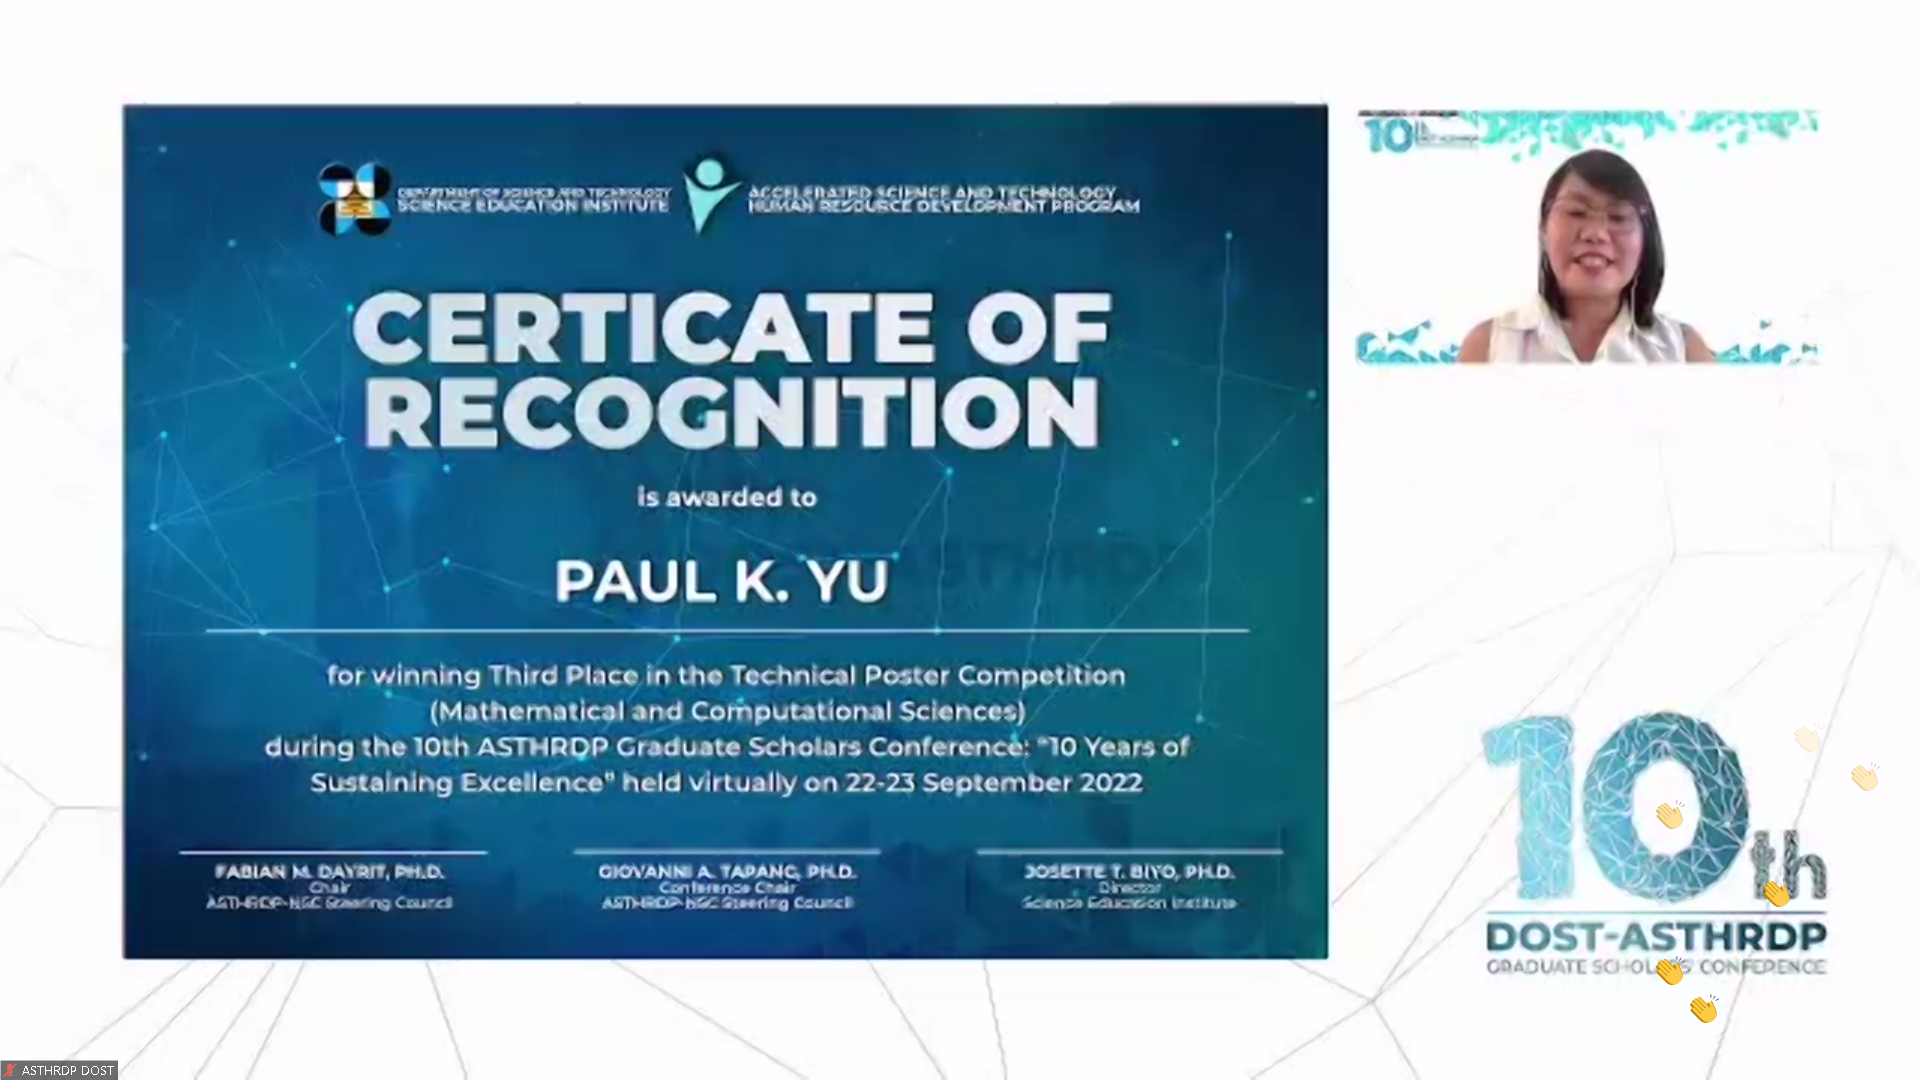 DEPARTMENT OF SCIENCE AND TECHNOLOGY
SCIENCE EDUCATION INSTITUTE
ACCELERATED SCIENCE AND TECHNOLOGY
HUMAN RESOURCE DEVELOPMENT PROGRAM
CERTICATE OF
RECOGNITION
is awarded to
PAUL K. YU
for winning Third Place in the Technical Poster Competition
(Mathematical and Computational Sciences)
during the 10th ASTHRDP Graduate Scholars Conference: "10 Years of
Sustaining Excellence" held virtually on 22-23 September 2022
FABIAN M. DAYRIT, PH.D.
Chair
ASTHRDP-NSC Steering Council
GIOVANNI A. TAPANG, PH.D.
Conference Chair
ASTHRDP-NSC Steering Council
JOSETTE T. BIYO, PH.D.
Director
Science Education Institute
10
10th
DOST-ASTHRDP
GRADUATE SCHOLARS' CONFERENCE
ASTHRDP DOST